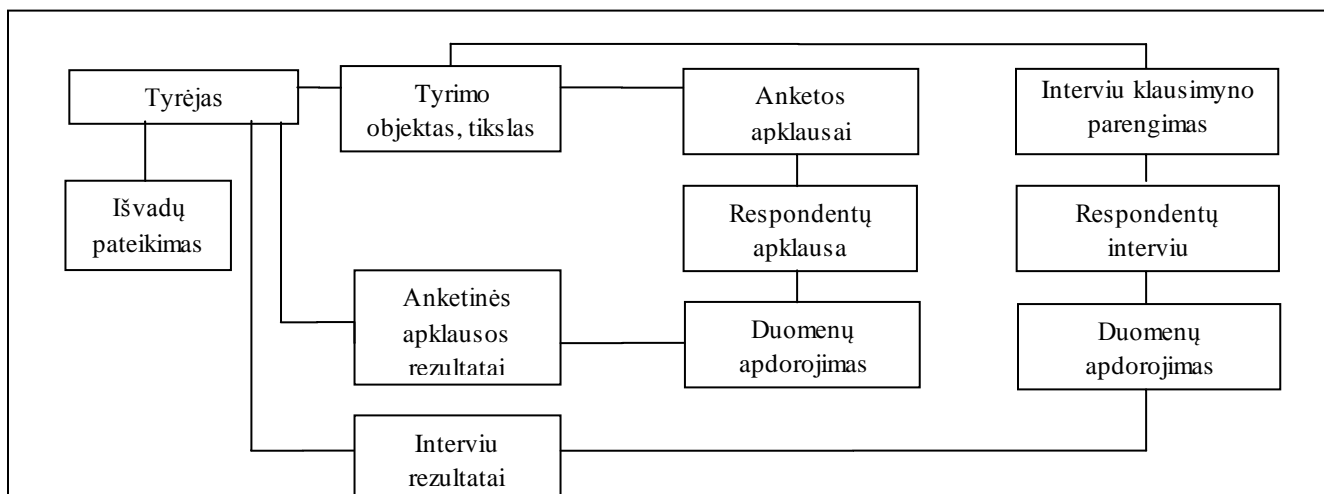 Tyrėjas
Tyrimo
objektas, tikslas
Anketos
apklausai
Interviu klausimyno
parengimas
Išvadų
pateikimas
Respondentų
apklausa
Respondentų
interviu
Anketinės
apklausos
rezultatai
Duomenų
apdorojimas
Duomenų
apdorojimas
Interviu
rezultatai